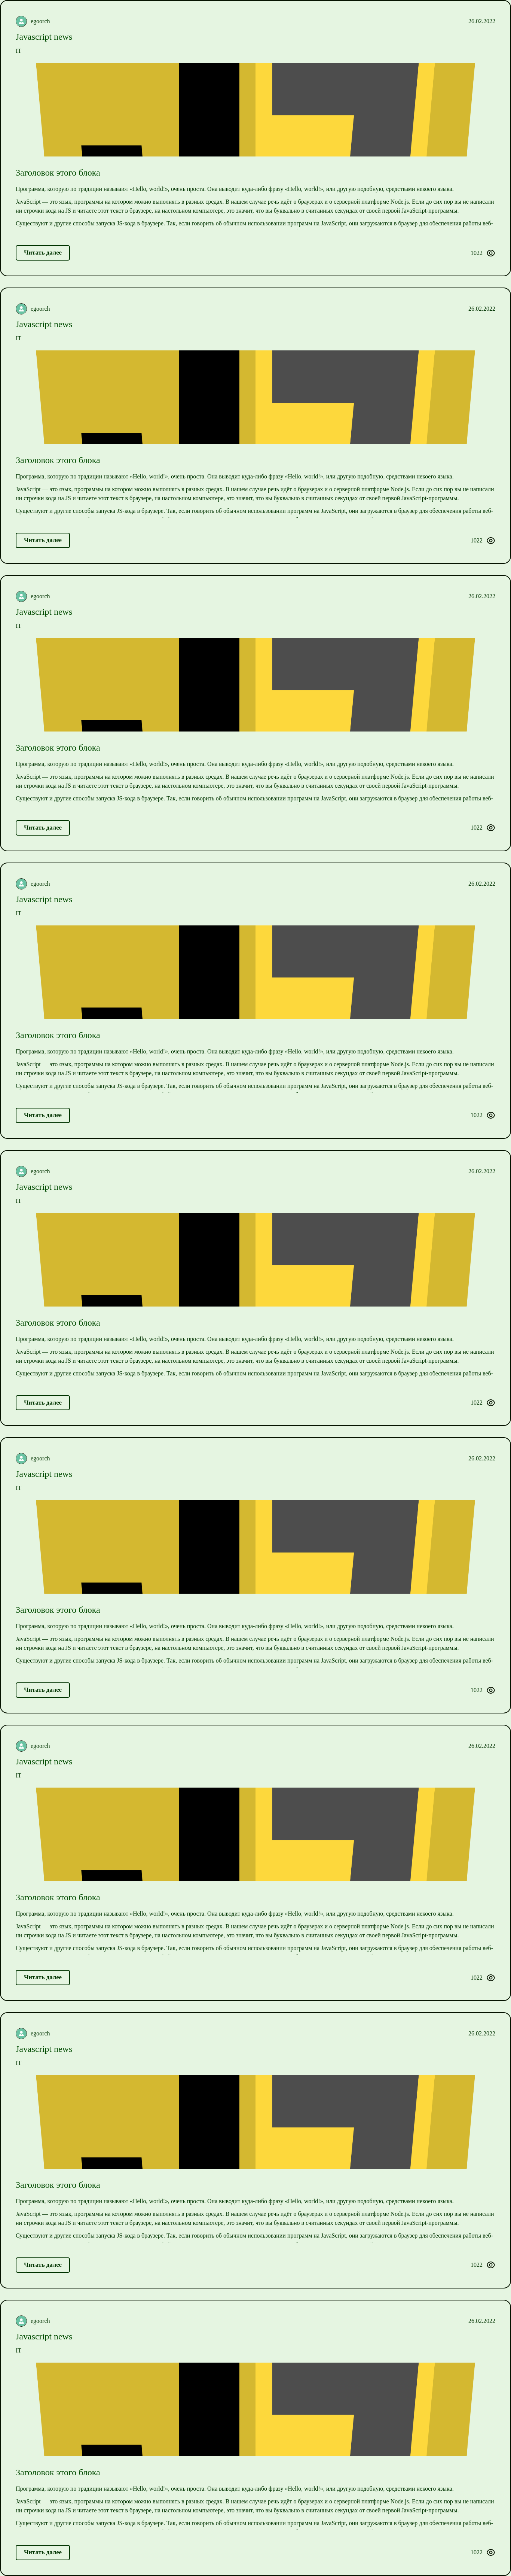 egoorch 26.02.2022
Javascript news
IT
Заголовок этого блока
Программа, которую по традиции называют «Hello, world!», очень проста. Она выводит куда-либо фразу «Hello, world!», или другую подобную, средствами некоего языка.
JavaScript — это язык, программы на котором можно выполнять в разных средах. В нашем случае речь идёт о браузерах и о серверной платформе Node.js. Если до сих пор вы не написали
ни строчки кода на JS и читаете этот текст в браузере, на настольном компьютере, это значит, что вы буквально в считанных секундах от своей первой JavaScript-программы.
Существуют и другие способы запуска JS-кода в браузере. Так, если говорить об обычном использовании программ на JavaScript, они загружаются в браузер для обеспечения работы веб-
Читать далее 1022
egoorch 26.02.2022
Javascript news
IT
Заголовок этого блока
Программа, которую по традиции называют «Hello, world!», очень проста. Она выводит куда-либо фразу «Hello, world!», или другую подобную, средствами некоего языка.
JavaScript — это язык, программы на котором можно выполнять в разных средах. В нашем случае речь идёт о браузерах и о серверной платформе Node.js. Если до сих пор вы не написали
ни строчки кода на JS и читаете этот текст в браузере, на настольном компьютере, это значит, что вы буквально в считанных секундах от своей первой JavaScript-программы.
Существуют и другие способы запуска JS-кода в браузере. Так, если говорить об обычном использовании программ на JavaScript, они загружаются в браузер для обеспечения работы веб-
Читать далее 1022
egoorch 26.02.2022
Javascript news
IT
Заголовок этого блока
Программа, которую по традиции называют «Hello, world!», очень проста. Она выводит куда-либо фразу «Hello, world!», или другую подобную, средствами некоего языка.
JavaScript — это язык, программы на котором можно выполнять в разных средах. В нашем случае речь идёт о браузерах и о серверной платформе Node.js. Если до сих пор вы не написали
ни строчки кода на JS и читаете этот текст в браузере, на настольном компьютере, это значит, что вы буквально в считанных секундах от своей первой JavaScript-программы.
Существуют и другие способы запуска JS-кода в браузере. Так, если говорить об обычном использовании программ на JavaScript, они загружаются в браузер для обеспечения работы веб-
Читать далее 1022
egoorch 26.02.2022
Javascript news
IT
Заголовок этого блока
Программа, которую по традиции называют «Hello, world!», очень проста. Она выводит куда-либо фразу «Hello, world!», или другую подобную, средствами некоего языка.
JavaScript — это язык, программы на котором можно выполнять в разных средах. В нашем случае речь идёт о браузерах и о серверной платформе Node.js. Если до сих пор вы не написали
ни строчки кода на JS и читаете этот текст в браузере, на настольном компьютере, это значит, что вы буквально в считанных секундах от своей первой JavaScript-программы.
Существуют и другие способы запуска JS-кода в браузере. Так, если говорить об обычном использовании программ на JavaScript, они загружаются в браузер для обеспечения работы веб-
Читать далее 1022
egoorch 26.02.2022
Javascript news
IT
Заголовок этого блока
Программа, которую по традиции называют «Hello, world!», очень проста. Она выводит куда-либо фразу «Hello, world!», или другую подобную, средствами некоего языка.
JavaScript — это язык, программы на котором можно выполнять в разных средах. В нашем случае речь идёт о браузерах и о серверной платформе Node.js. Если до сих пор вы не написали
ни строчки кода на JS и читаете этот текст в браузере, на настольном компьютере, это значит, что вы буквально в считанных секундах от своей первой JavaScript-программы.
Существуют и другие способы запуска JS-кода в браузере. Так, если говорить об обычном использовании программ на JavaScript, они загружаются в браузер для обеспечения работы веб-
Читать далее 1022
egoorch 26.02.2022
Javascript news
IT
Заголовок этого блока
Программа, которую по традиции называют «Hello, world!», очень проста. Она выводит куда-либо фразу «Hello, world!», или другую подобную, средствами некоего языка.
JavaScript — это язык, программы на котором можно выполнять в разных средах. В нашем случае речь идёт о браузерах и о серверной платформе Node.js. Если до сих пор вы не написали
ни строчки кода на JS и читаете этот текст в браузере, на настольном компьютере, это значит, что вы буквально в считанных секундах от своей первой JavaScript-программы.
Существуют и другие способы запуска JS-кода в браузере. Так, если говорить об обычном использовании программ на JavaScript, они загружаются в браузер для обеспечения работы веб-
Читать далее 1022
egoorch 26.02.2022
Javascript news
IT
Заголовок этого блока
Программа, которую по традиции называют «Hello, world!», очень проста. Она выводит куда-либо фразу «Hello, world!», или другую подобную, средствами некоего языка.
JavaScript — это язык, программы на котором можно выполнять в разных средах. В нашем случае речь идёт о браузерах и о серверной платформе Node.js. Если до сих пор вы не написали
ни строчки кода на JS и читаете этот текст в браузере, на настольном компьютере, это значит, что вы буквально в считанных секундах от своей первой JavaScript-программы.
Существуют и другие способы запуска JS-кода в браузере. Так, если говорить об обычном использовании программ на JavaScript, они загружаются в браузер для обеспечения работы веб-
Читать далее 1022
egoorch 26.02.2022
Javascript news
IT
Заголовок этого блока
Программа, которую по традиции называют «Hello, world!», очень проста. Она выводит куда-либо фразу «Hello, world!», или другую подобную, средствами некоего языка.
JavaScript — это язык, программы на котором можно выполнять в разных средах. В нашем случае речь идёт о браузерах и о серверной платформе Node.js. Если до сих пор вы не написали
ни строчки кода на JS и читаете этот текст в браузере, на настольном компьютере, это значит, что вы буквально в считанных секундах от своей первой JavaScript-программы.
Существуют и другие способы запуска JS-кода в браузере. Так, если говорить об обычном использовании программ на JavaScript, они загружаются в браузер для обеспечения работы веб-
Читать далее 1022
egoorch 26.02.2022
Javascript news
IT
Заголовок этого блока
Программа, которую по традиции называют «Hello, world!», очень проста. Она выводит куда-либо фразу «Hello, world!», или другую подобную, средствами некоего языка.
JavaScript — это язык, программы на котором можно выполнять в разных средах. В нашем случае речь идёт о браузерах и о серверной платформе Node.js. Если до сих пор вы не написали
ни строчки кода на JS и читаете этот текст в браузере, на настольном компьютере, это значит, что вы буквально в считанных секундах от своей первой JavaScript-программы.
Существуют и другие способы запуска JS-кода в браузере. Так, если говорить об обычном использовании программ на JavaScript, они загружаются в браузер для обеспечения работы веб-
Читать далее 1022